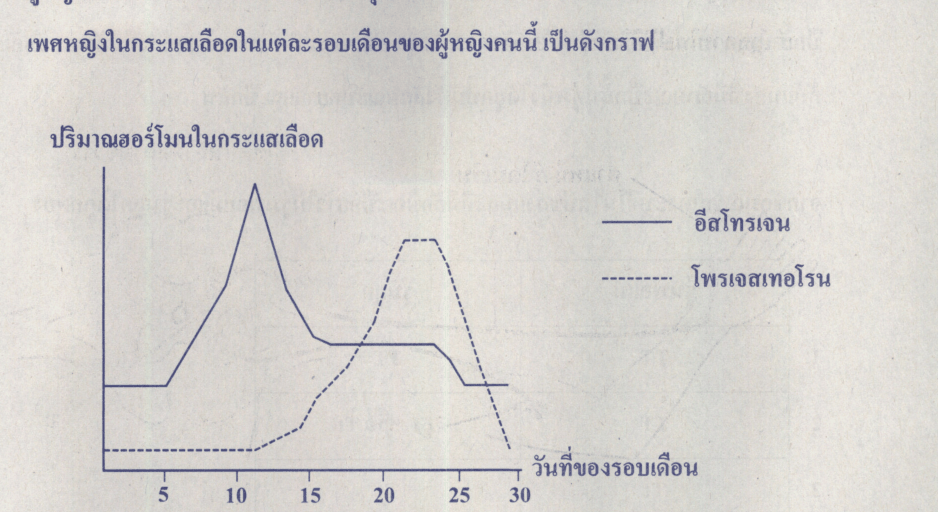 เพศหญิงในกระแสเลือดในแต่ละรอบเดือนของผู้หญิงคนนี้ เป็นดังกราฟ
ปริมาณฮอร์โมนในกระแสเลือด
อีสโทรเจน
โพรเจสเทอโรน
วันที่ของรอบเดือน
5 10 15 20 25 30